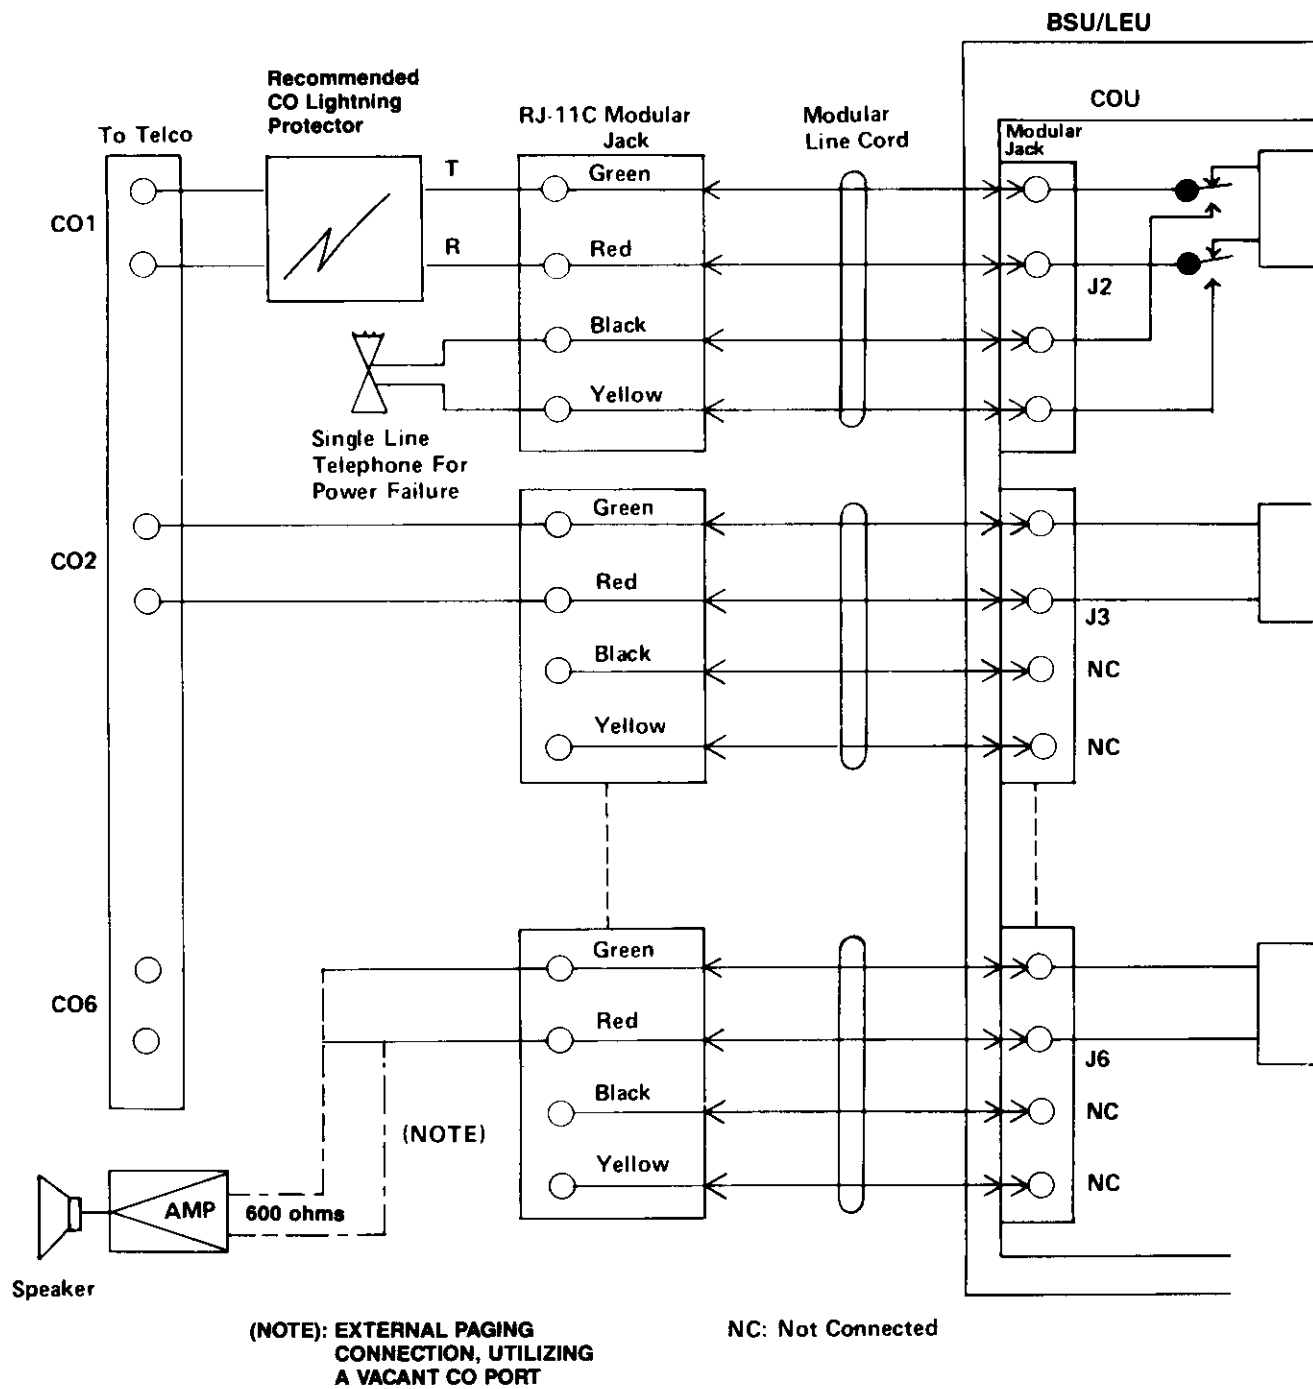 BSU/LEU
Recommended
CO Lightning
Protector
To Telco
RJ-11C Modular
Jack
Modular
Line Cord
COU
Modular
Jack
CO1
T
R
Green
Red
Black
Yellow
J2
Single Line
Telephone For
Power Failure
CO2
Green
Red
Black
Yellow
J3
NC
NC
CO6
Green
Red
Black
Yellow
J6
NC
NC
(NOTE)
AMP
600 ohms
Speaker
(NOTE): EXTERNAL PAGING
CONNECTION, UTILIZING
A VACANT CO PORT
NC: Not Connected